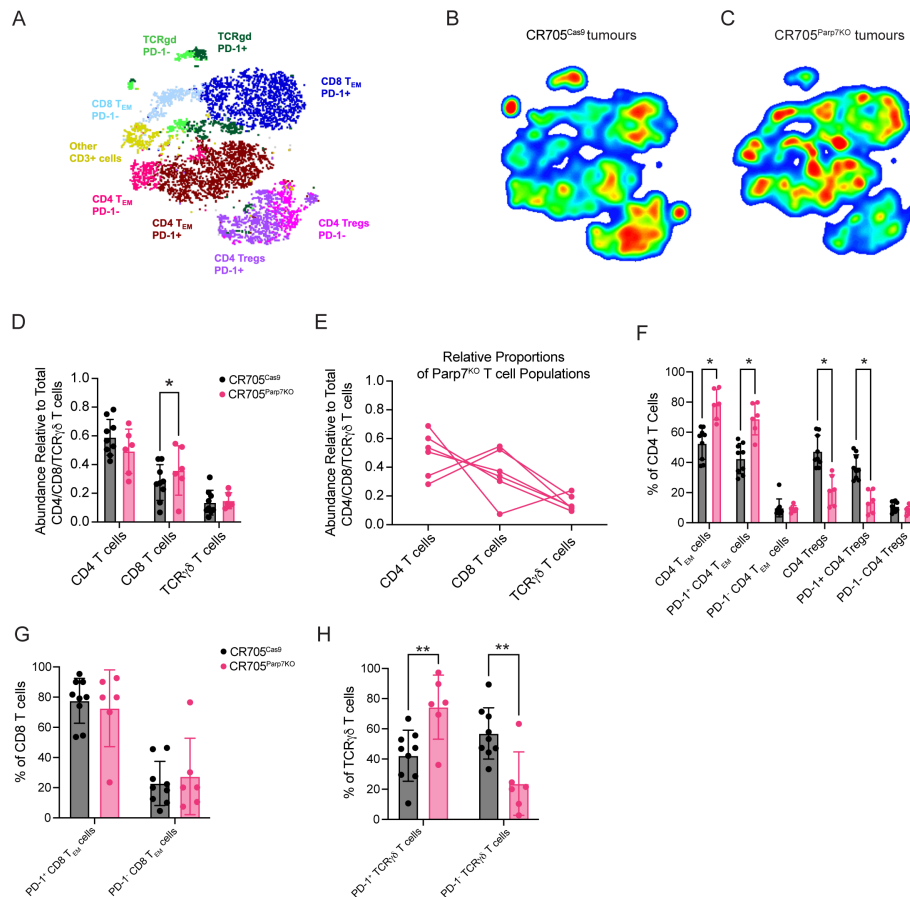 A
TCRgd
PD-1-
TCRgd
PD-1+
CD8 TEM
PD-1+
CD8 TEM
PD-1-
Other
CD3+ cells
CD4 TEM
PD-1-
CD4 TEM
PD-1+
CD4 Tregs
PD-1-
CD4 Tregs
PD-1+
B
CR705Cas9 tumours
C
CR705Parp7KO tumours
D
Abundance Relative to Total
CD4/CD8/TCRγδ T cells
1.0
0.8
0.6
0.4
0.2
0.0
*
CR705Cas9
CR705Parp7KO
CD4 T cells
CD8 T cells
TCRγδ T cells
E
Relative Proportions
of Parp7KO T cell Populations
Abundance Relative to Total
CD4/CD8/TCRγδ T cells
1.0
0.8
0.6
0.4
0.2
0.0
CD4 T cells
CD8 T cells
TCRγδ T cells
F
% of CD4 T Cells
100
80
60
40
20
0
*
*
*
*
CD4 TEM cells
PD-1+ CD4 TEM cells
PD-1- CD4 TEM cells
CD4 Tregs
PD-1+ CD4 Tregs
PD-1- CD4 Tregs
G
% of CD8 T cells
100
80
60
40
20
0
CR705Cas9
CR705Parp7KO
PD-1+ CD8 TEM cells
PD-1- CD8 TEM cells
H
% of TCRγδ T cells
100
80
60
40
20
0
**
**
PD-1+ TCRγδ T cells
PD-1- TCRγδ T cells